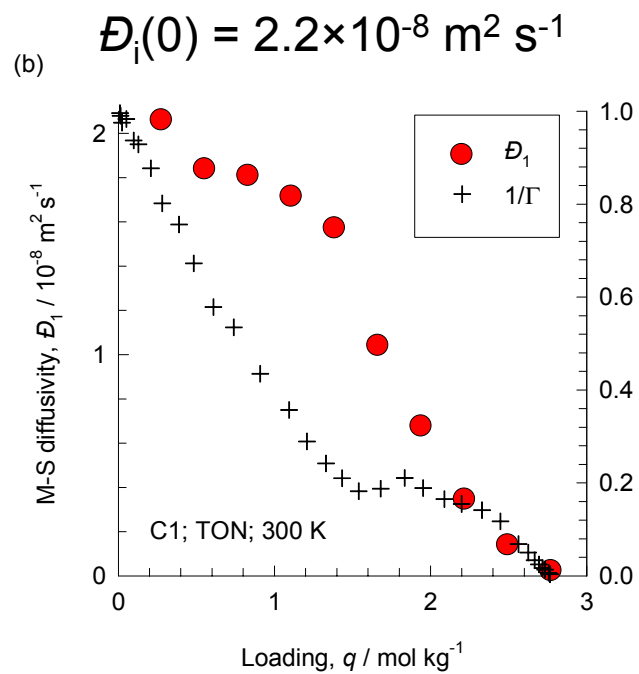 Đi(0) = 2.2×10-8 m2 s-1
(b)
Đ1
1/Γ
M-S diffusivity, Đ1 / 10-8 m2 s-1
2
1
0
1.0
0.8
0.6
0.4
0.2
0.0
C1; TON; 300 K
0 1 2 3
Loading, q / mol kg-1